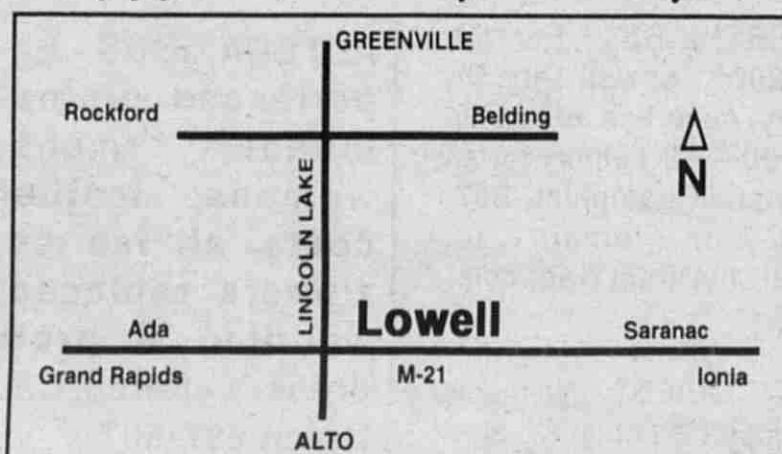 GREENVILLE
Rockford Belding
N
LINCOLN LAKE
Lowell
Ada Saranac
Grand Rapids M-21 Ionia
ALTO